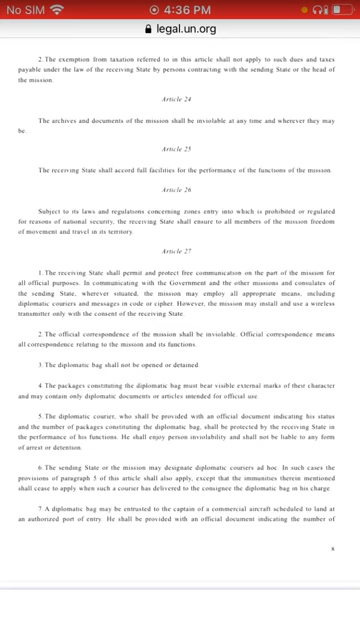 No SIM 4:36 PM
legal.un.org
2. The exemption from taxation referred to in this article shall not apply to such dues and taxes
payable under the law of the receiving State by persons contracting with the sending State or the head of
the mission.
Article 24
The archives and documents of the mission shall be inviolable at any time and wherever they may
be.
Article 25
The receiving State shall accord full facilities for the performance of the functions of the mission.
Article 26
Subject to its laws and regulations concerning zones entry into which is prohibited or regulated
for reasons of national security, the receiving State shall ensure to all members of the mission freedom
of movement and travel in its territory.
Article 27
1. The receiving State shall permit and protect free communication on the part of the mission for
all official purposes. In communicating with the Government and the other missions and consulates of
the sending State, wherever situated, the mission may employ all appropriate means, including
diplomatic couriers and messages in code or cipher. However, the mission may install and use a wireless
transmitter only with the consent of the receiving State.
2. The official correspondence of the mission shall be inviolable. Official correspondence means
all correspondence relating to the mission and its functions.
3. The diplomatic bag shall not be opened or detained.
4. The packages constituting the diplomatic bag must bear visible external marks of their character
and may contain only diplomatic documents or articles intended for official use.
5. The diplomatic courier, who shall be provided with an official document indicating his status
and the number of packages constituting the diplomatic bag, shall be protected by the receiving State in
the performance of his functions. He shall enjoy person inviolability and shall not be liable to any form
of arrest or detention.
6. The sending State or the mission may designate diplomatic couriers ad hoc. In such cases the
provisions of paragraph 5 of this article shall also apply, except that the immunities therein mentioned
shall cease to apply when such a courier has delivered to the consignee the diplomatic bag in his charge.
7. A diplomatic bag may be entrusted to the captain of a commercial aircraft scheduled to land at
an authorized port of entry. He shall be provided with an official document indicating the number of
8